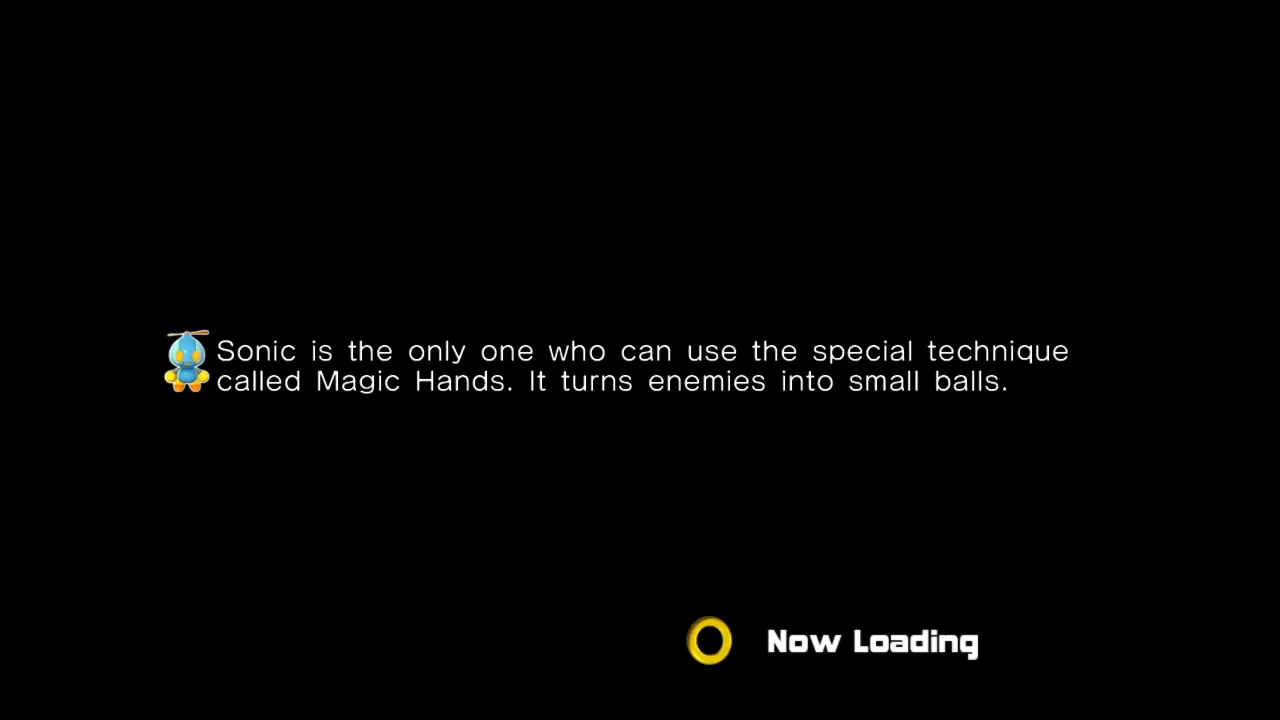 Sonic is the only one who can use the special technique
called Magic Hands. It turns enemies into small balls.
Now Loading